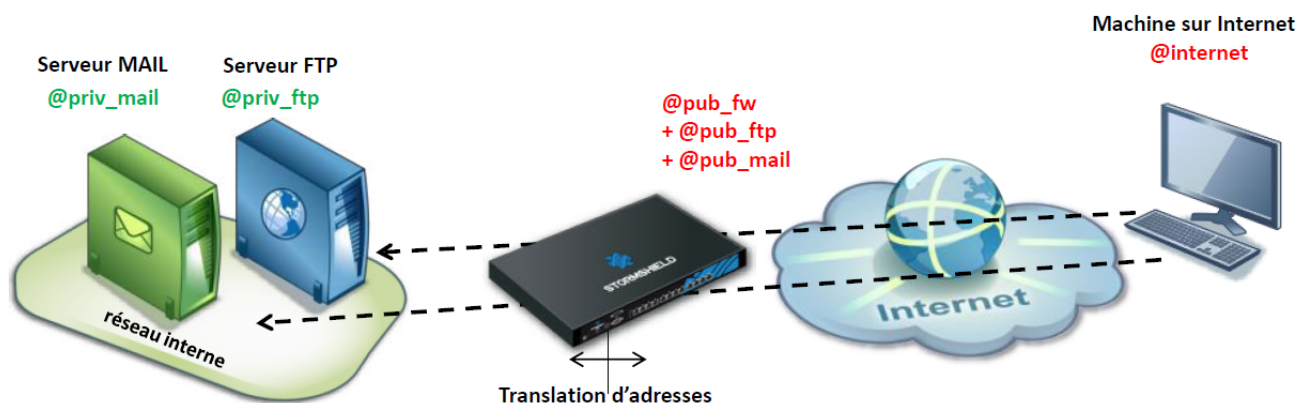 Machine sur Internet
@internet
Serveur MAIL
@priv_mail
Serveur FTP
@priv_ftp
@pub_fw
+ @pub_ftp
+ @pub_mail
STORMSHIELD
Internet
réseau interne
Translation d'adresses